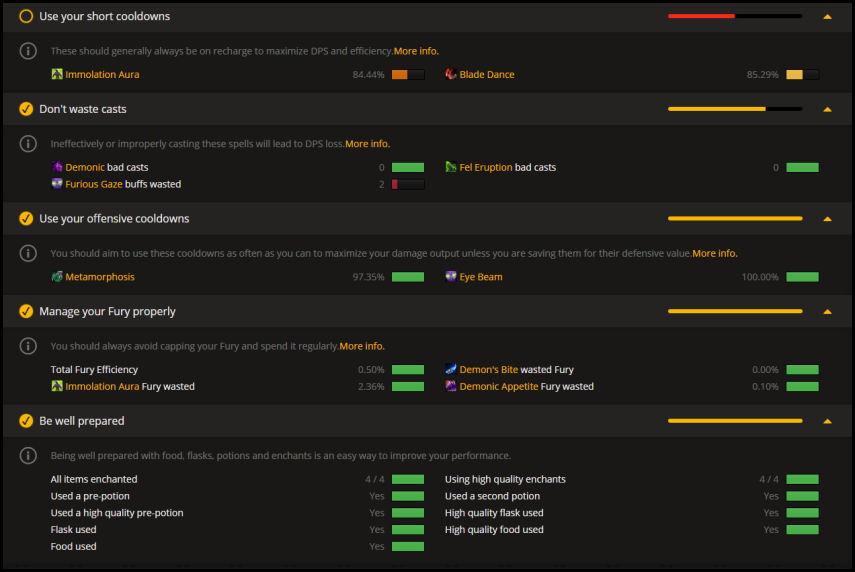 Use your short cooldowns
These should generally always be on recharge to maximize DPS and efficiency.More info.
Immolation Aura 84.44% Blade Dance 85.29%
Don't waste casts
Ineffectively or improperly casting these spells will lead to DPS loss.More info.
Demonic bad casts 0 Fel Eruption bad casts 0
Furious Gaze buffs wasted 2
Use your offensive cooldowns
You should aim to use these cooldowns as often as you can to maximize your damage output unless you are saving them for their defensive value.More info.
Metamorphosis 97.35% Eye Beam 100.00%
Manage your Fury properly
You should always avoid capping your Fury and spend it regularly.More info.
Total Fury Efficiency 0.50% Demon's Bite wasted Fury 0.00%
Immolation Aura Fury wasted 2.36% Demonic Appetite Fury wasted 0.10%
Be well prepared
Being well prepared with food, flasks, potions and enchants is an easy way to improve your performance.
All items enchanted 4 / 4 Using high quality enchants 4 / 4
Used a pre-potion Yes Used a second potion Yes
Used a high quality pre-potion Yes High quality flask used Yes
Flask used Yes High quality food used Yes
Food used Yes